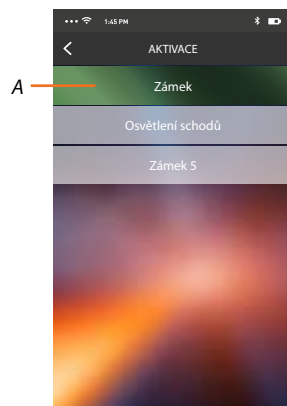 1:45 PM
AKTIVACE
A
Zámek
Osvětlení schodů
Zámek 5